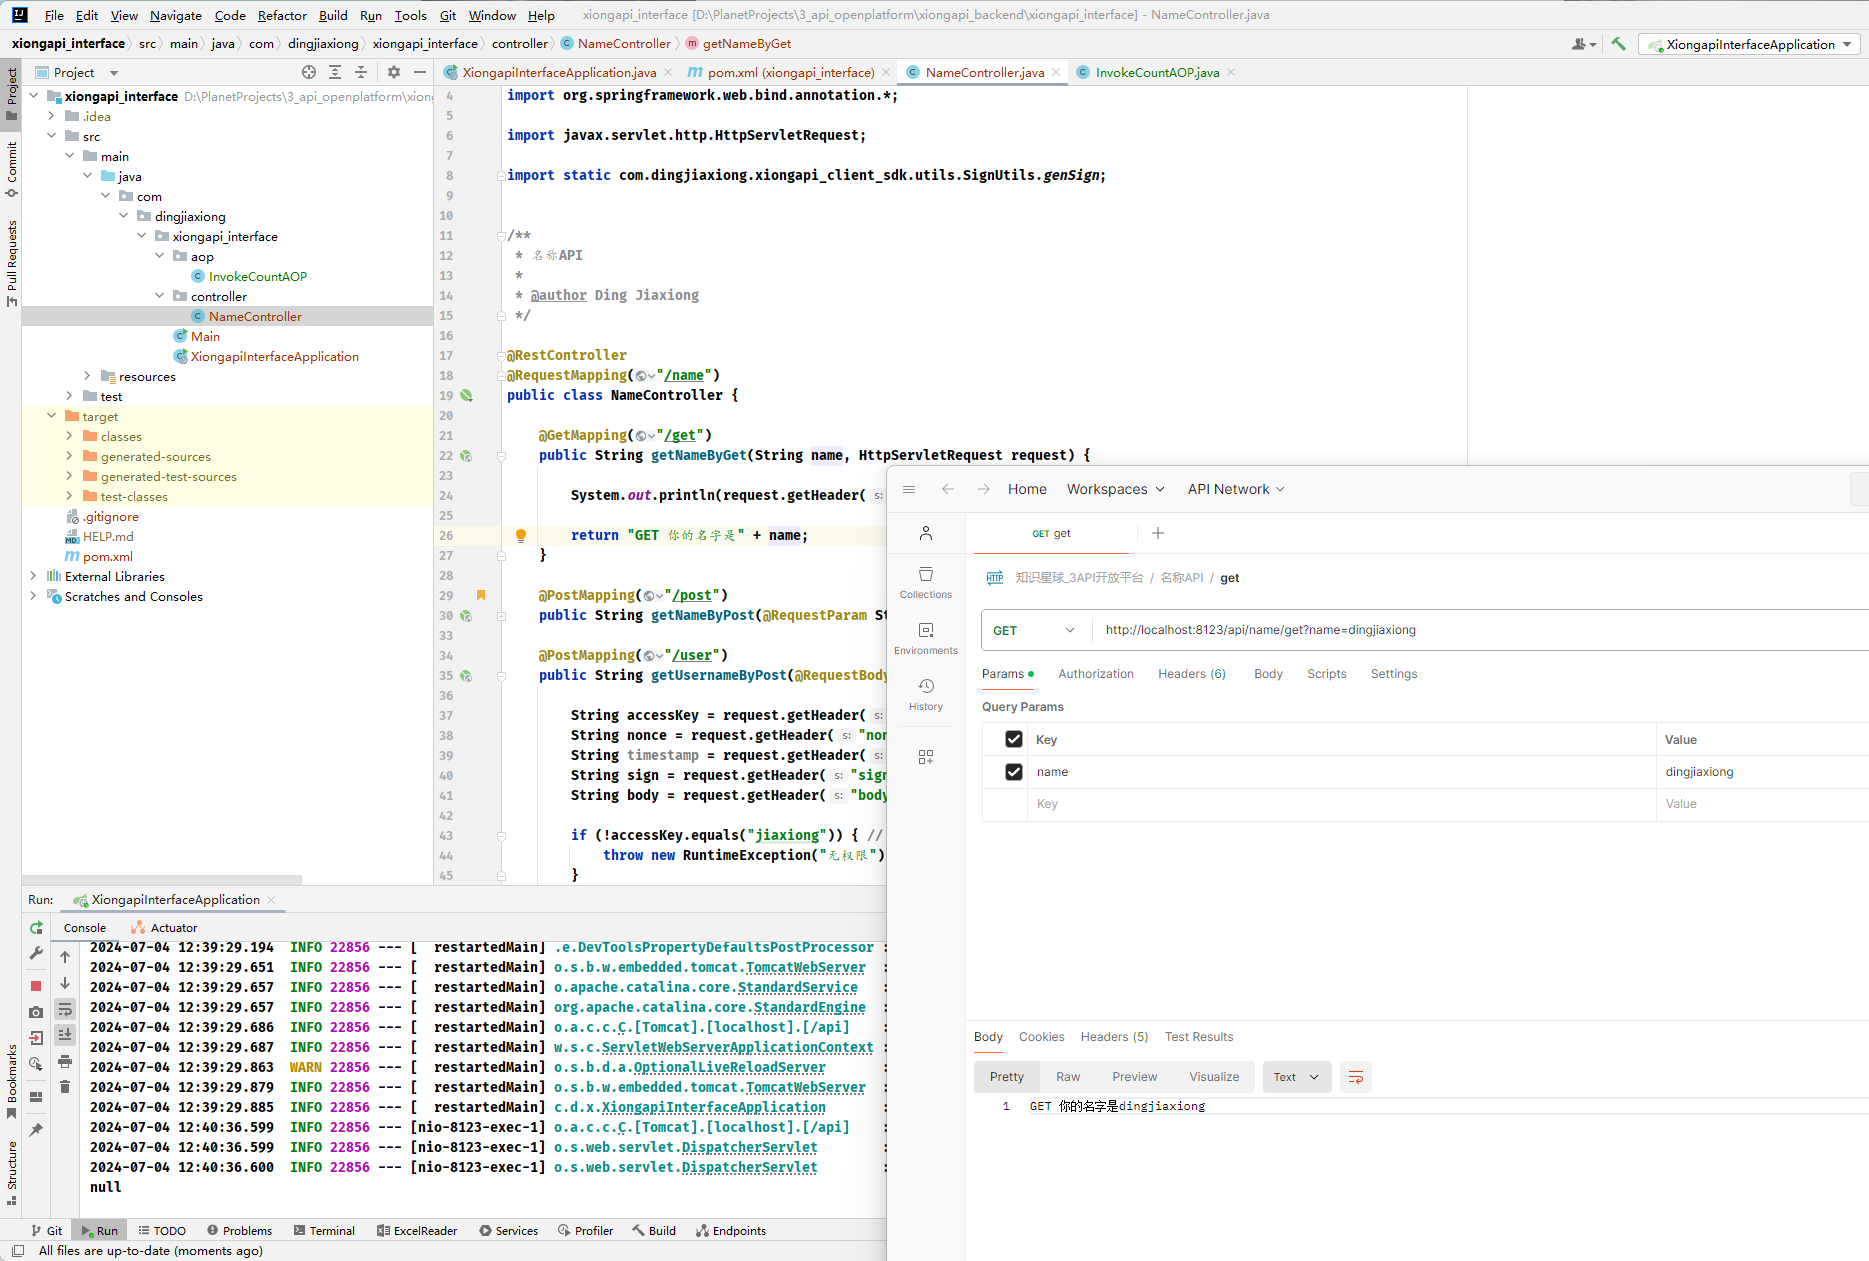 File Edit View Navigate Code Refactor Build Run Tools Git Window Help xiongapi_interface [D:\PlanetProjects\3_api_openplatform\xiongapi_backend\xiongapi_interface] - NameController.java
xiongapi_interface src main java com dingjiaxiong xiongapi_interface controller NameController getNameByGet
XiongapiInterfaceApplication
Project
XiongapiInterfaceApplication.java pom.xml (xiongapi_interface) NameController.java InvokeCountAOP.java
Project
Commit
Pull Requests
Bookmarks
Structure
xiongapi_interface D:\PlanetProjects\3_api_openplatform\xiong
.idea
src
main
java
com
dingjiaxiong
xiongapi_interface
aop
InvokeCountAOP
controller
NameController
Main
XiongapiInterfaceApplication
resources
test
target
classes
generated-sources
generated-test-sources
test-classes
.gitignore
HELP.md
pom.xml
External Libraries
Scratches and Consoles
4 import org.springframework.web.bind.annotation.*;
5
6 import javax.servlet.http.HttpServletRequest;
7
8 import static com.dingjiaxiong.xiongapi_client_sdk.utils.SignUtils.genSign;
9
10
11 /**
12 * 名称API
13 *
14 * @author Ding Jiaxiong
15 */
16
17 @RestController
18 @RequestMapping("/name")
19 public class NameController {
20
21 @GetMapping("/get")
22 public String getNameByGet(String name, HttpServletRequest request) {
23
24 System.out.println(request.getHeader( s:
25
26 return "GET 你的名字是" + name;
27 }
28
29 @PostMapping("/post")
30 public String getNameByPost(@RequestParam St
33
34 @PostMapping("/user")
35 public String getUsernameByPost(@RequestBody
36
37 String accessKey = request.getHeader( s:
38 String nonce = request.getHeader( s: "non
39 String timestamp = request.getHeader( s:
40 String sign = request.getHeader( s: "sign
41 String body = request.getHeader( s: "body
42
43 if (!accessKey.equals("jiaxiong")) { //
44 throw new RuntimeException("无权限")
45 }
Home Workspaces API Network
GET get
知识星球_3API开放平台 / 名称API / get
HTTP
Collections
Environments
History
GET http://localhost:8123/api/name/get?name=dingjiaxiong
Params Authorization Headers (6) Body Scripts Settings
Query Params
Key Value
name dingjiaxiong
Key Value
Body Cookies Headers (5) Test Results
Pretty Raw Preview Visualize Text
1 GET 你的名字是dingjiaxiong
Run: XiongapiInterfaceApplication
Console Actuator
2024-07-04 12:39:29.194 INFO 22856 --- [ restartedMain] .e.DevToolsPropertyDefaultsPostProcessor :
2024-07-04 12:39:29.651 INFO 22856 --- [ restartedMain] o.s.b.w.embedded.tomcat.TomcatWebServer :
2024-07-04 12:39:29.657 INFO 22856 --- [ restartedMain] o.apache.catalina.core.StandardService :
2024-07-04 12:39:29.657 INFO 22856 --- [ restartedMain] org.apache.catalina.core.StandardEngine :
2024-07-04 12:39:29.686 INFO 22856 --- [ restartedMain] o.a.c.c.C.[Tomcat].[localhost].[/api] :
2024-07-04 12:39:29.687 INFO 22856 --- [ restartedMain] w.s.c.ServletWebServerApplicationContext :
2024-07-04 12:39:29.863 WARN 22856 --- [ restartedMain] o.s.b.d.a.OptionalLiveReloadServer :
2024-07-04 12:39:29.879 INFO 22856 --- [ restartedMain] o.s.b.w.embedded.tomcat.TomcatWebServer :
2024-07-04 12:39:29.885 INFO 22856 --- [ restartedMain] c.d.x.XiongapiInterfaceApplication :
2024-07-04 12:40:36.599 INFO 22856 --- [nio-8123-exec-1] o.a.c.c.C.[Tomcat].[localhost].[/api] :
2024-07-04 12:40:36.599 INFO 22856 --- [nio-8123-exec-1] o.s.web.servlet.DispatcherServlet :
2024-07-04 12:40:36.600 INFO 22856 --- [nio-8123-exec-1] o.s.web.servlet.DispatcherServlet :
null
Git Run TODO Problems Terminal ExcelReader Services Profiler Build Endpoints
All files are up-to-date (moments ago)